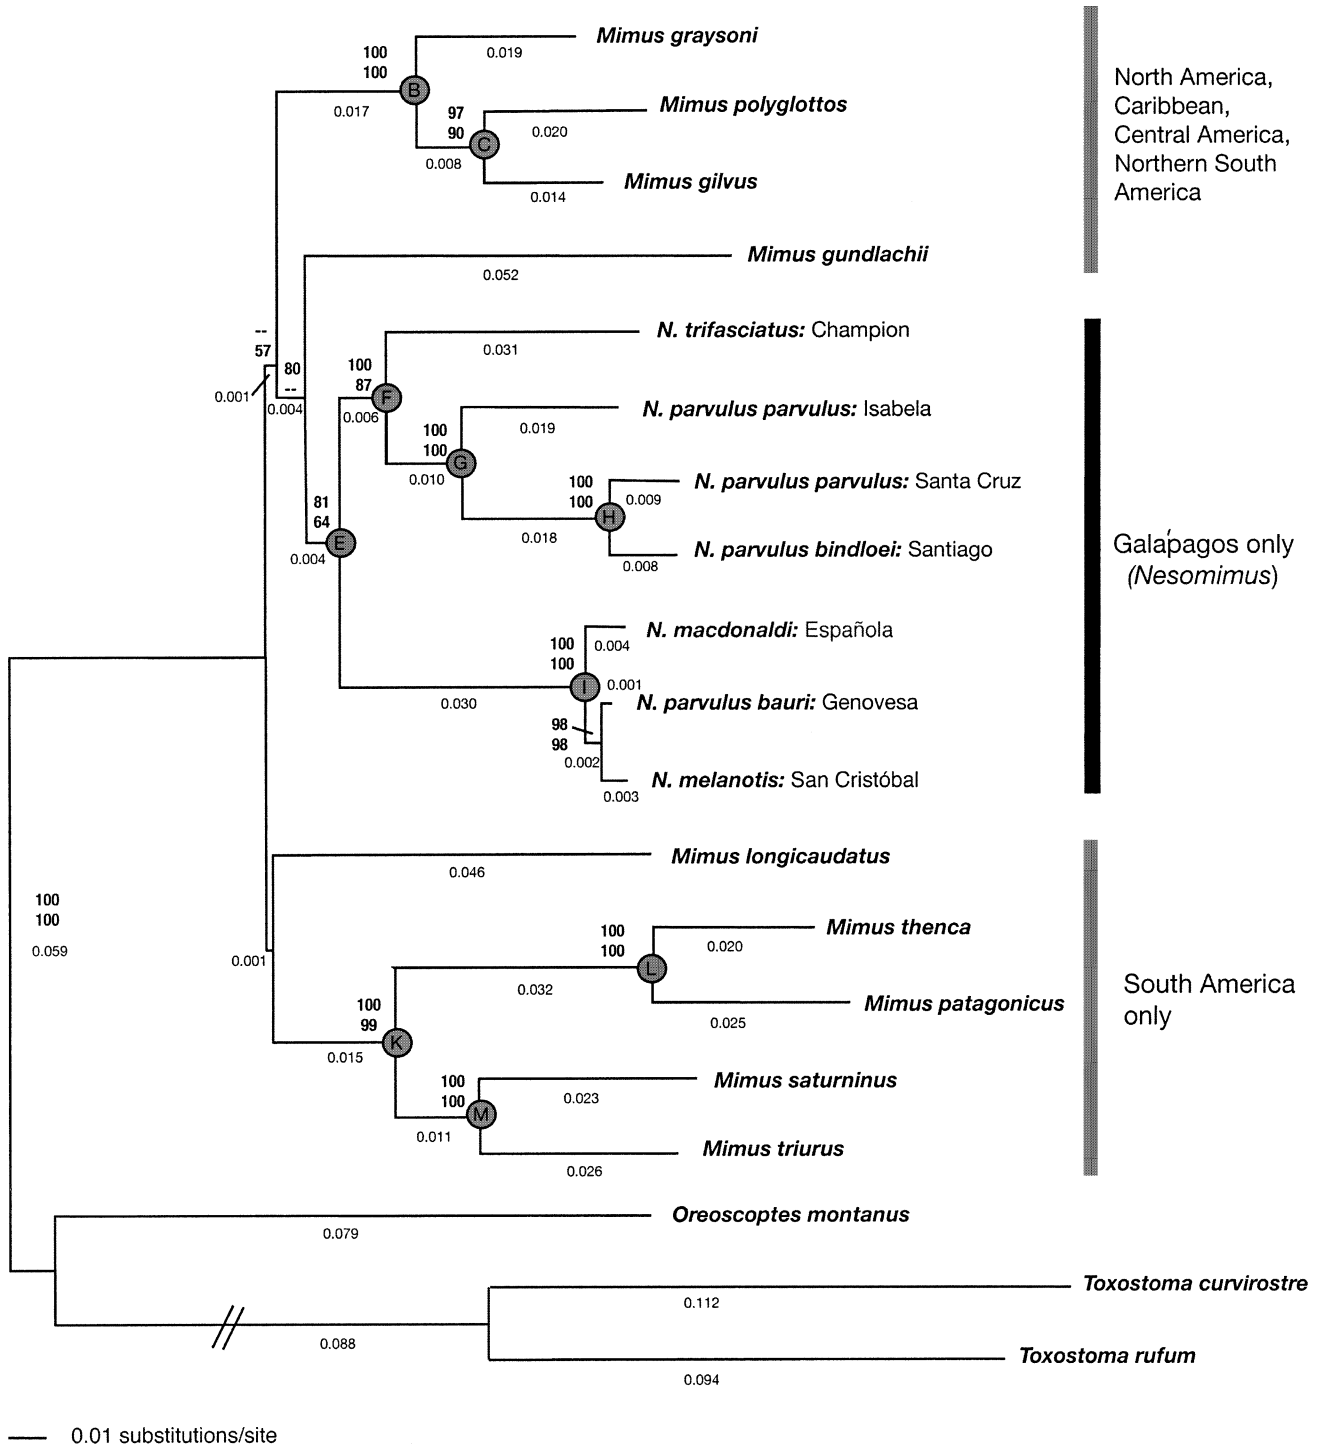 Mimus graysoni
100
100
0.019
B
0.017
North America,
Caribbean,
Central America,
Northern South
America
Mimus polyglottos
97
90
0.020
C
0.008
Mimus gilvus
0.014
Mimus gundlachii
0.052
--
57
0.001
80
--
0.004
N. trifasciatus: Champion
0.031
100
87
F
0.006
N. parvulus parvulus: Isabela
0.019
100
100
G
0.010
N. parvulus parvulus: Santa Cruz
0.009
100
100
H
0.018
N. parvulus bindloei: Santiago
0.008
81
64
E
0.004
Galápagos only
(Nesomimus)
N. macdonaldi: Española
0.004
100
100
I
0.030
0.001
N. parvulus bauri: Genovesa
98
98
0.002
N. melanotis: San Cristóbal
0.003
Mimus longicaudatus
0.046
100
100
0.059
0.001
Mimus thenca
0.020
100
100
L
0.032
Mimus patagonicus
0.025
100
99
K
0.015
South America
only
Mimus saturninus
0.023
100
100
M
0.011
Mimus triurus
0.026
Oreoscoptes montanus
0.079
Toxostoma curvirostre
0.112
0.088
Toxostoma rufum
0.094
0.01 substitutions/site